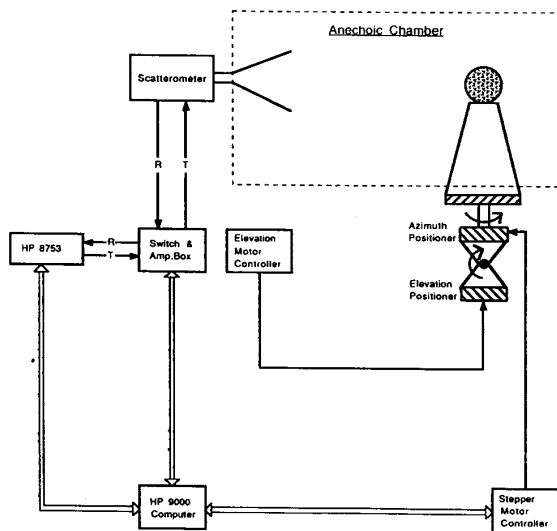 Anechoic Chamber
Scatterometer
R
T
Azimuth
Positioner
HP 8753
R
T
Switch &
Amp.Box
Elevation
Motor
Controller
Elevation
Positioner
HP 9000
Computer
Stepper
Motor
Controller